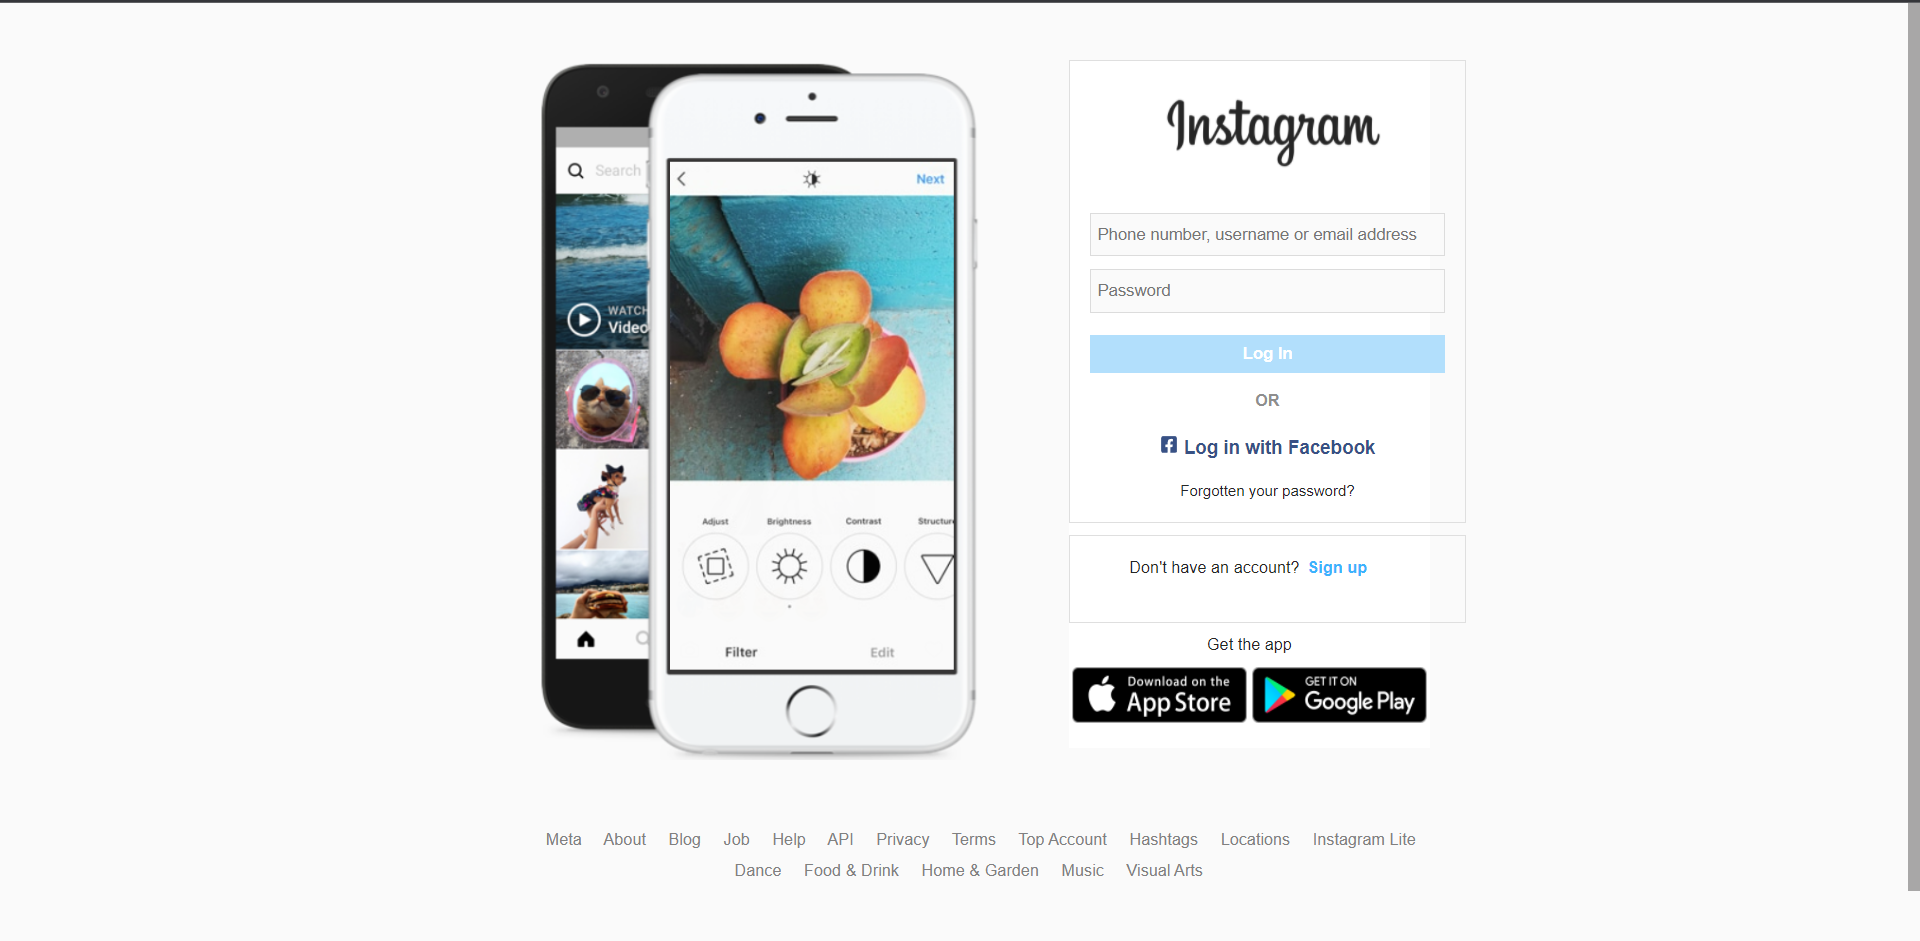 Search
WATCH
Video
Next
Adjust Brightness Contrast Structure
Filter Edit
Instagram
Phone number, username or email address
Password
Log In
OR
Log in with Facebook
Forgotten your password?
Don't have an account? Sign up
Get the app
Download on the
App Store
GET IT ON
Google Play
Meta About Blog Job Help API Privacy Terms Top Account Hashtags Locations Instagram Lite
Dance Food & Drink Home & Garden Music Visual Arts